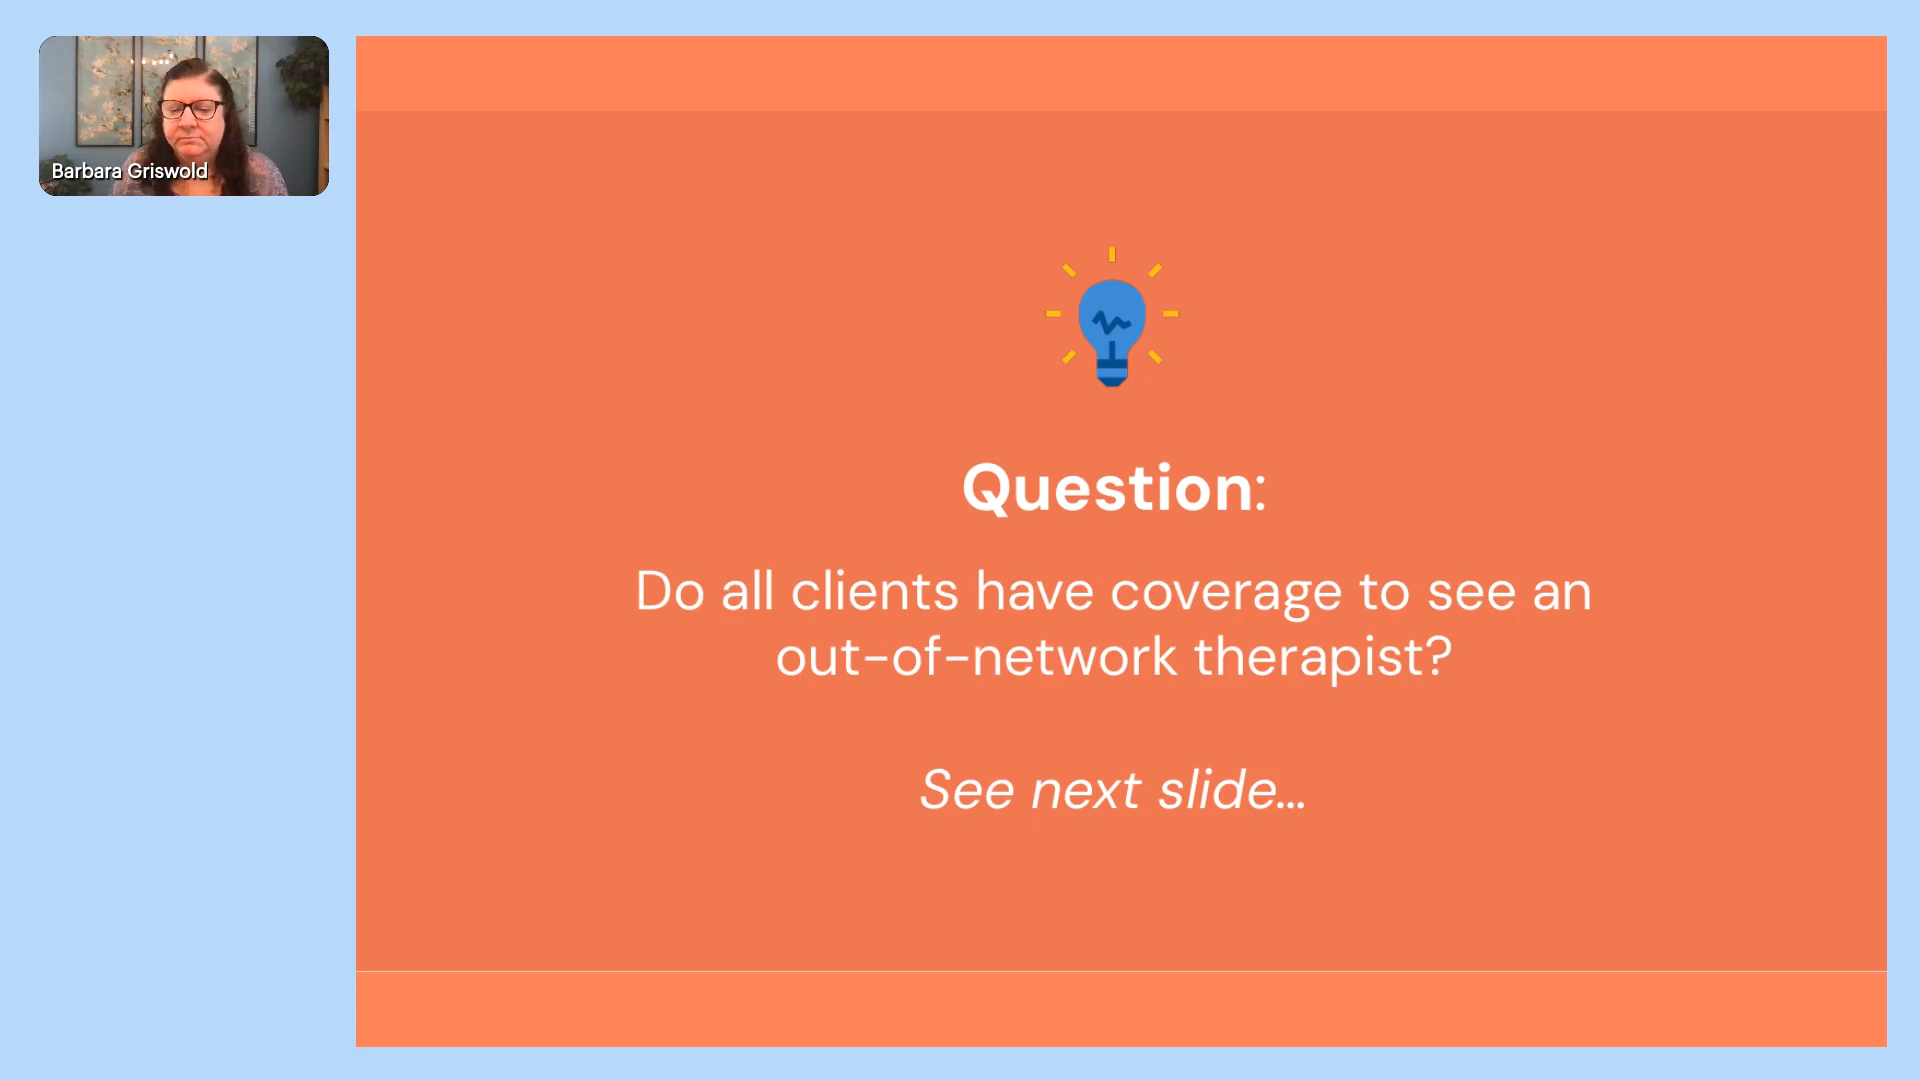 Barbara Griswold
Question:
Do all clients have coverage to see an
out-of-network therapist?
See next slide...